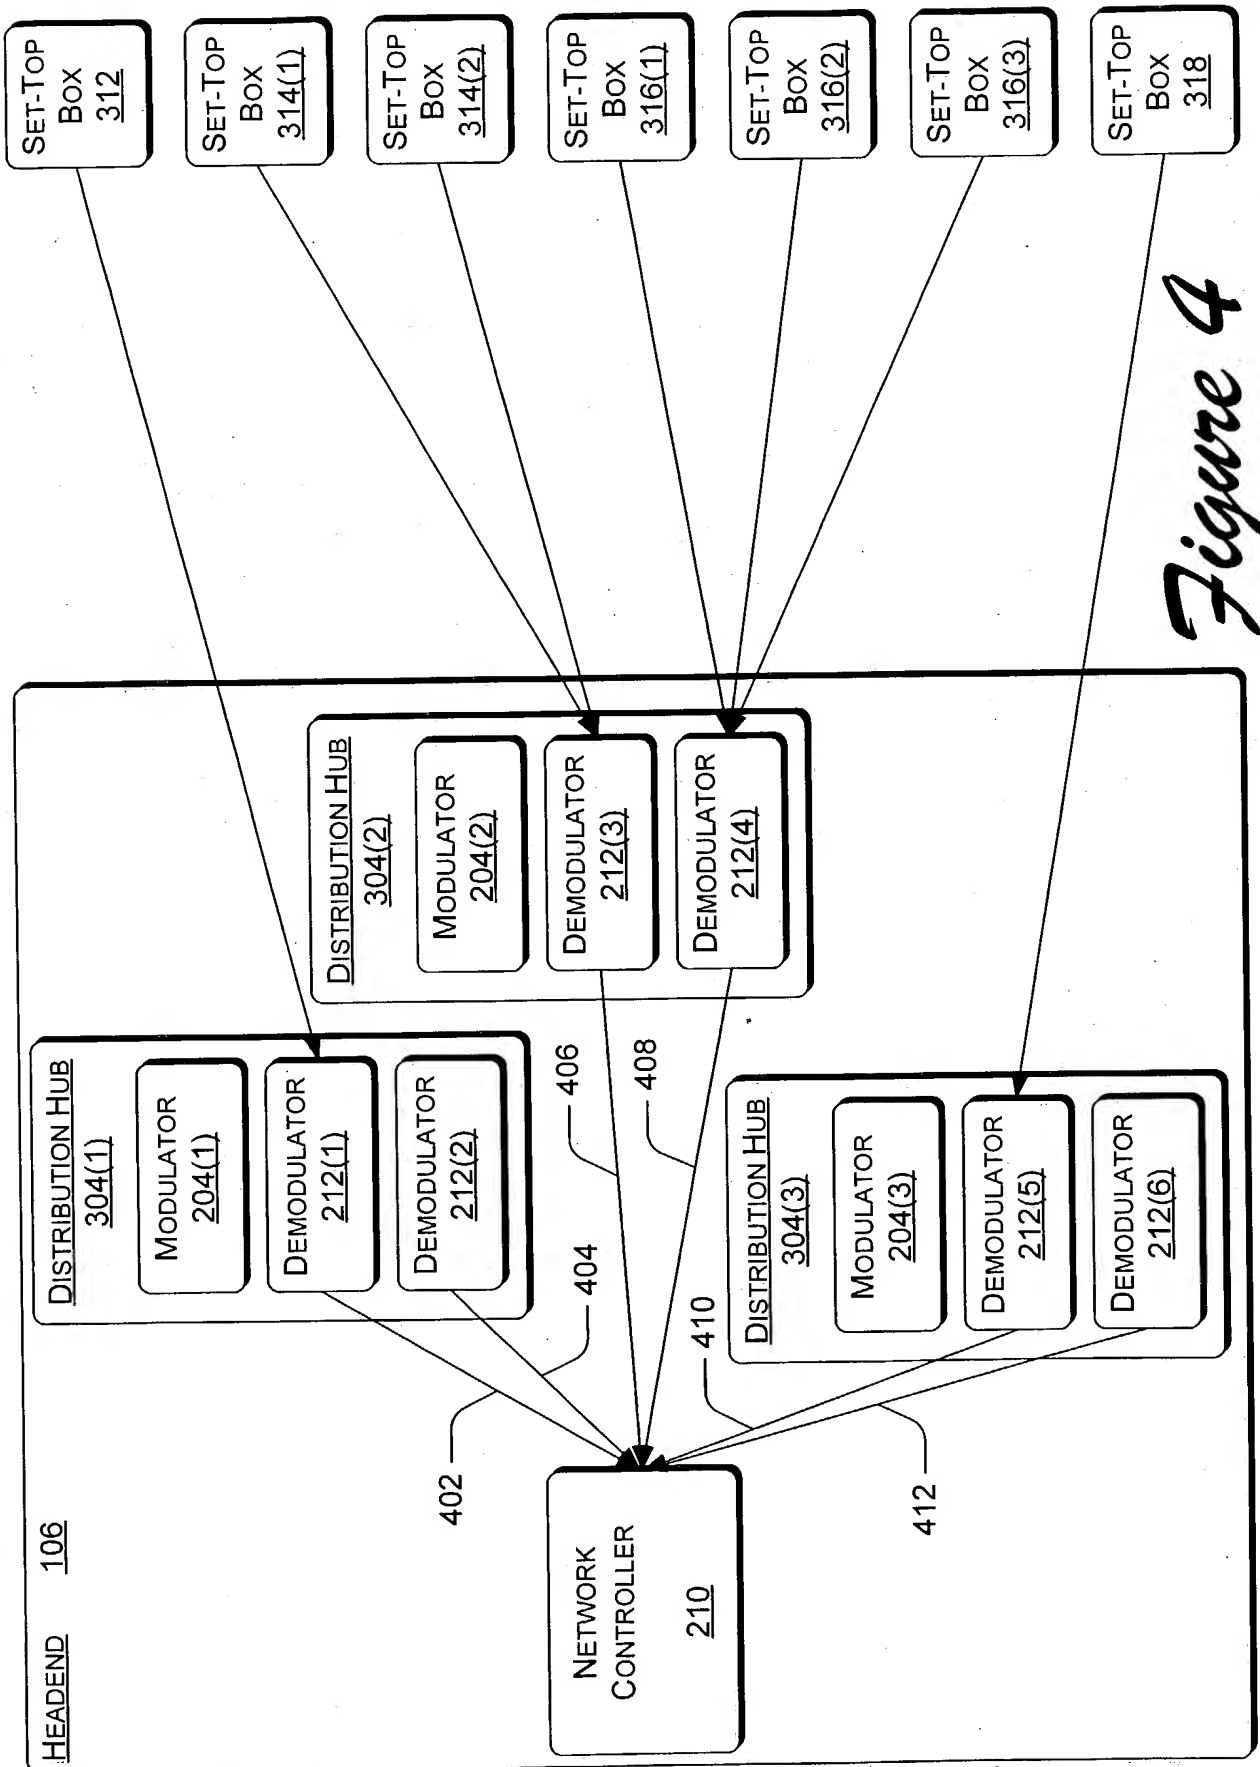 HEADEND 106
NETWORK
CONTROLLER
210
402
404
406
408
410
412
DISTRIBUTION HUB
304(1)
MODULATOR
204(1)
DEMODULATOR
212(1)
DEMODULATOR
212(2)
DISTRIBUTION HUB
304(2)
MODULATOR
204(2)
DEMODULATOR
212(3)
DEMODULATOR
212(4)
DISTRIBUTION HUB
304(3)
MODULATOR
204(3)
DEMODULATOR
212(5)
DEMODULATOR
212(6)
SET-TOP
BOX
312
SET-TOP
BOX
314(1)
SET-TOP
BOX
314(2)
SET-TOP
BOX
316(1)
SET-TOP
BOX
316(2)
SET-TOP
BOX
316(3)
SET-TOP
BOX
318
Figure 4